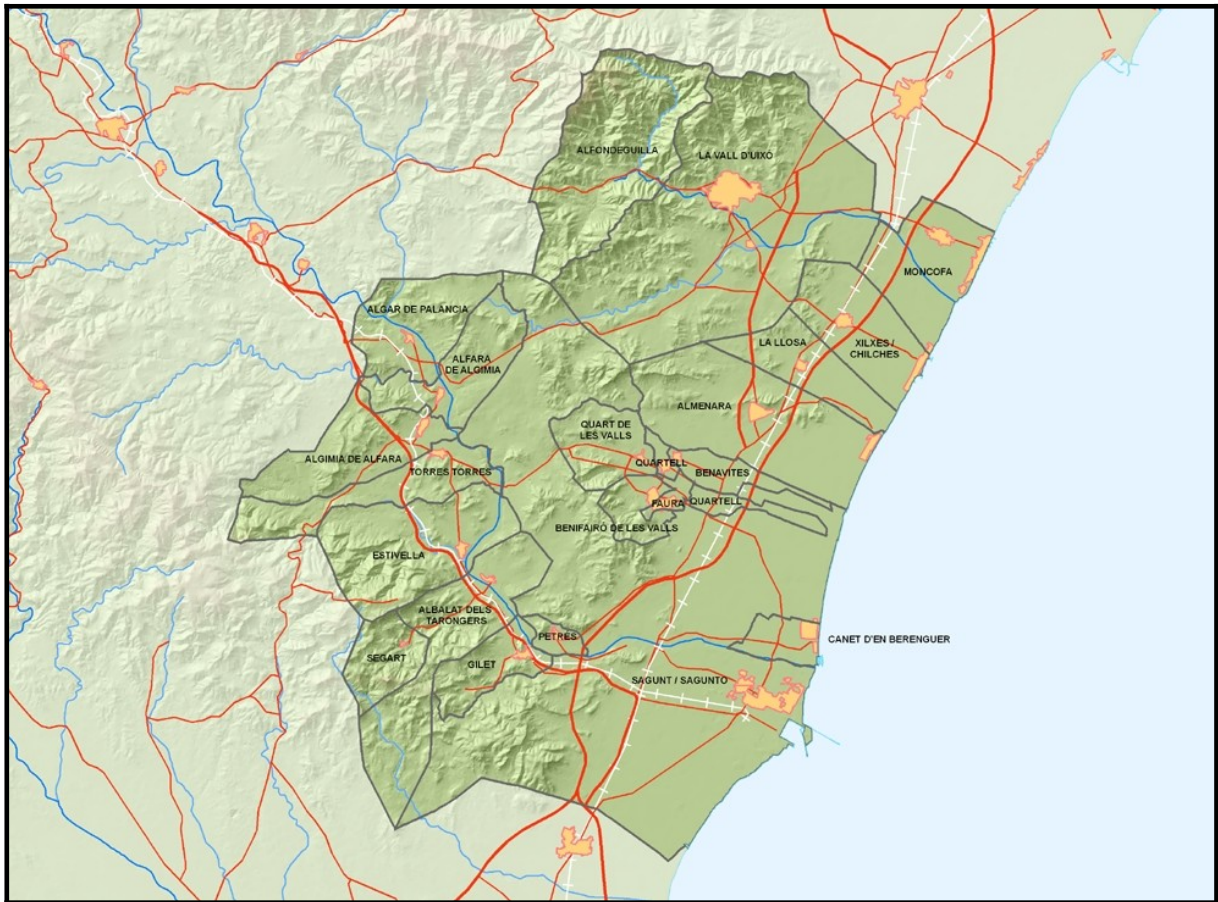 ALFONDEGUILLA
LA VALL D'UIXÓ
MONCOFA
ALGAR DE PALANCIA
LA LLOSA
XILXES /
CHILCHES
ALFARA
DE ALGIMIA
ALMENARA
QUART DE
LES VALLS
ALGIMIA DE ALFARA
TORRES TORRES
QUARTELL
BENAVITES
FAURA
QUARTELL
BENIFAIRÓ DE LES VALLS
ESTIVELLA
ALBALAT DELS
TARONGERS
PETRES
CANET D'EN BERENGUER
SEGART
GILET
SAGUNT / SAGUNTO